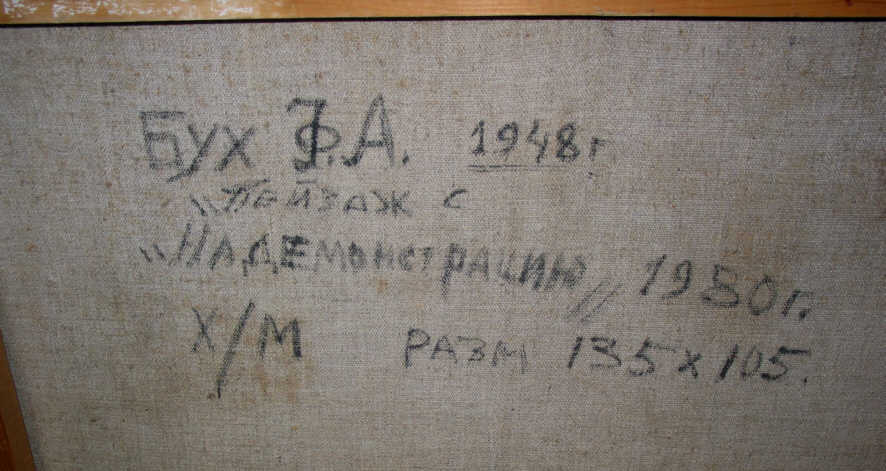 Бух Ф.А. 1948г
„Пейзаж с
„На демонстрацию„ 1980г.
Х/М разм 135х105.